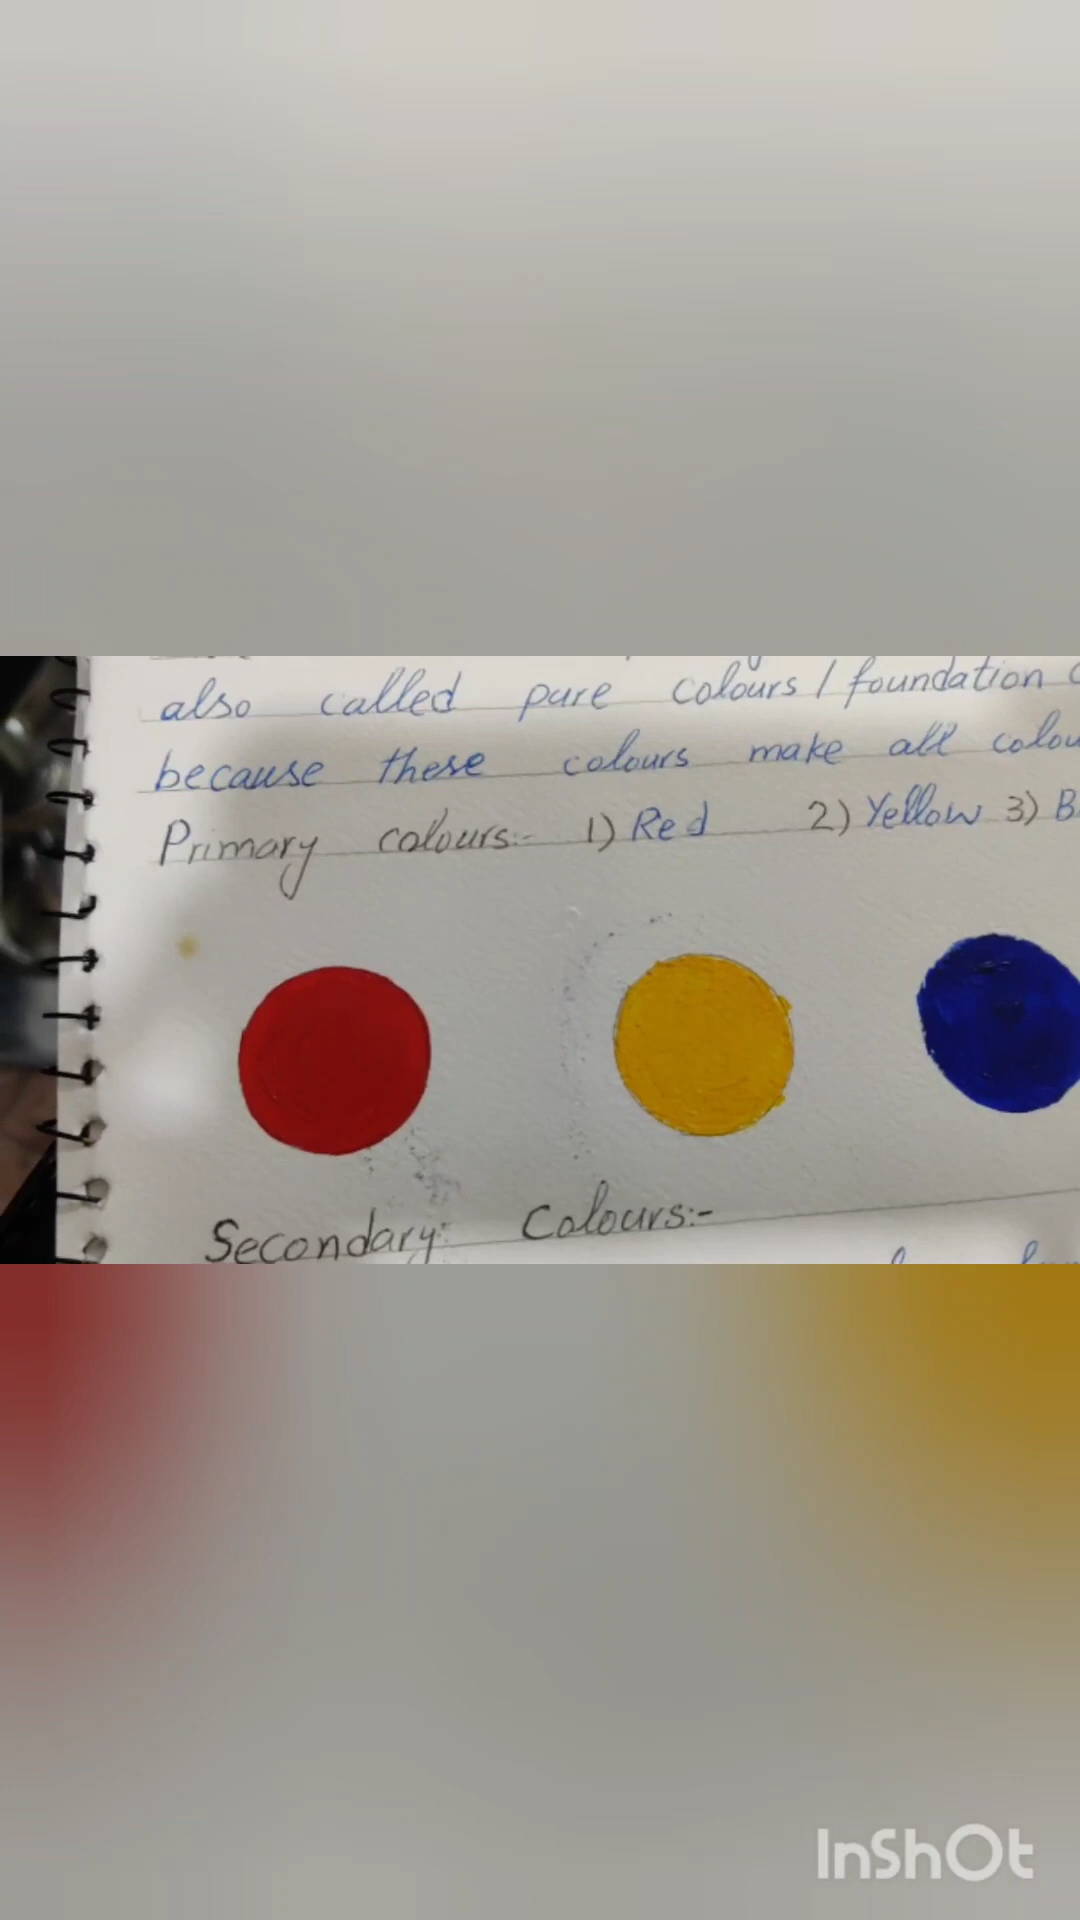 also called pure colours / foundation
because these colours make all colou
Primary colours:- 1) Red 2) Yellow 3) B
Secondary: Colours:-
InShOt